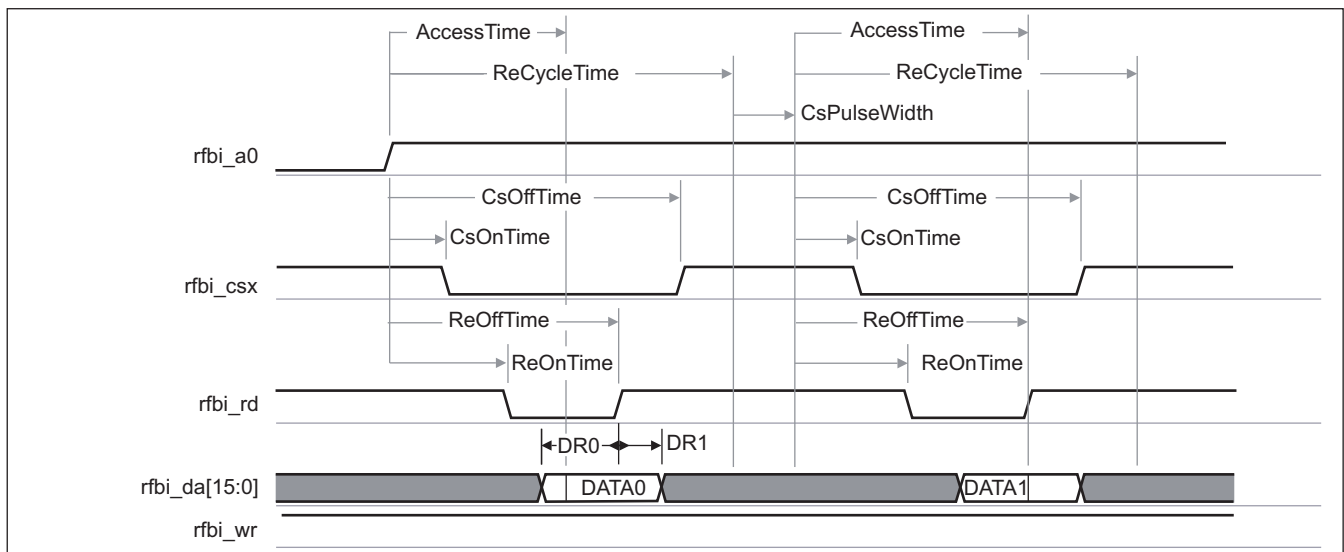 AccessTime AccessTime
ReCycleTime ReCycleTime
CsPulseWidth
rfbi_a0
CsOffTime CsOffTime
CsOnTime CsOnTime
rfbi_csx
ReOffTime ReOffTime
ReOnTime ReOnTime
rfbi_rd
DR0 DR1
rfbi_da[15:0] DATA0 DATA1
rfbi_wr